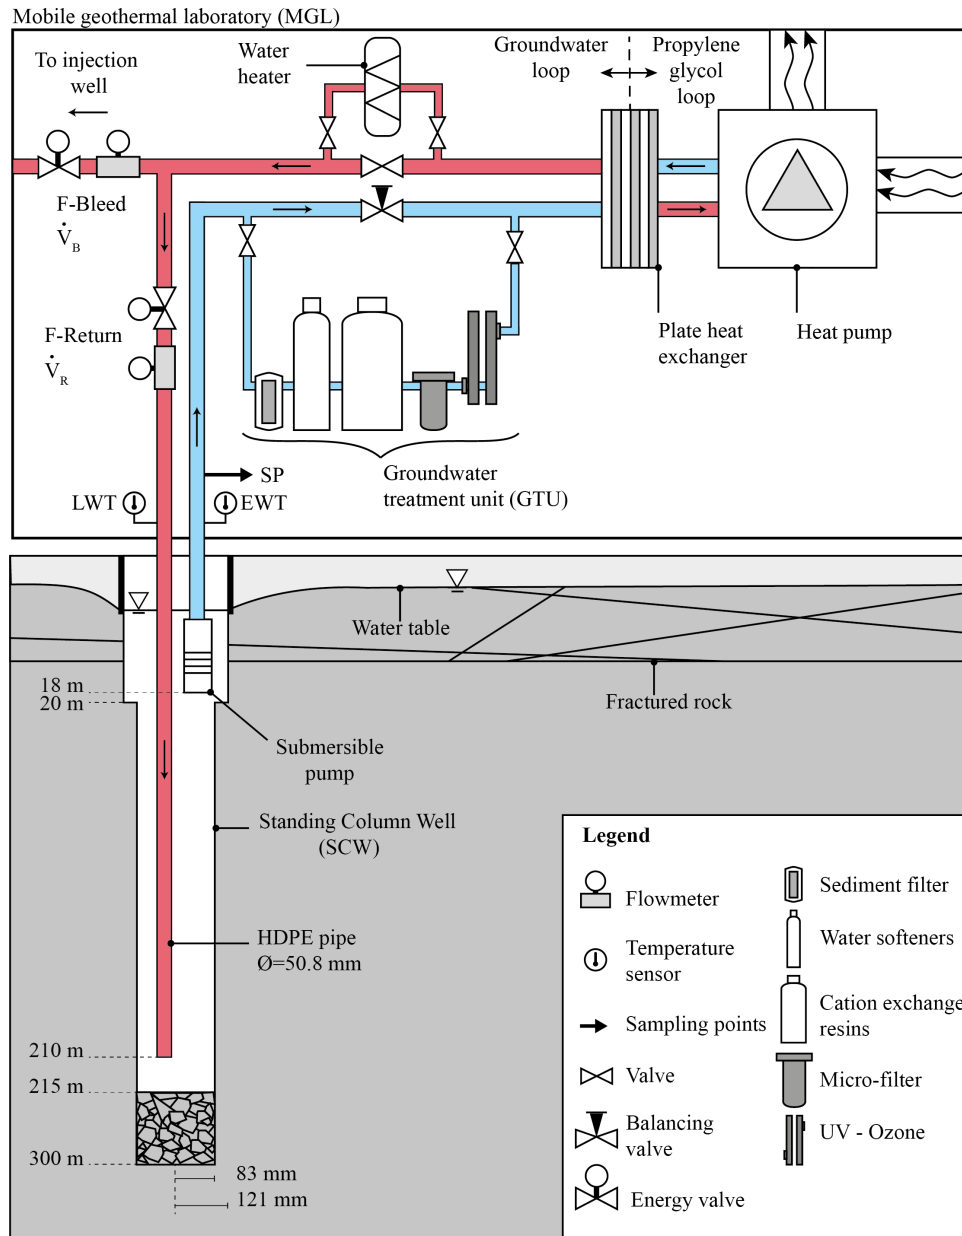 Mobile geothermal laboratory (MGL)
To injection
well
Water
heater
Groundwater
loop
Propylene
glycol
loop
F-Bleed
V̇B
F-Return
V̇R
Plate heat
exchanger
Heat pump
SP
Groundwater
treatment unit (GTU)
LWT
EWT
Water table
18 m
20 m
Fractured rock
Submersible
pump
Standing Column Well
(SCW)
HDPE pipe
Ø=50.8 mm
210 m
215 m
300 m
83 mm
121 mm
Legend
Flowmeter
Temperature
sensor
Sampling points
Valve
Balancing
valve
Energy valve
Sediment filter
Water softeners
Cation exchange
resins
Micro-filter
UV - Ozone